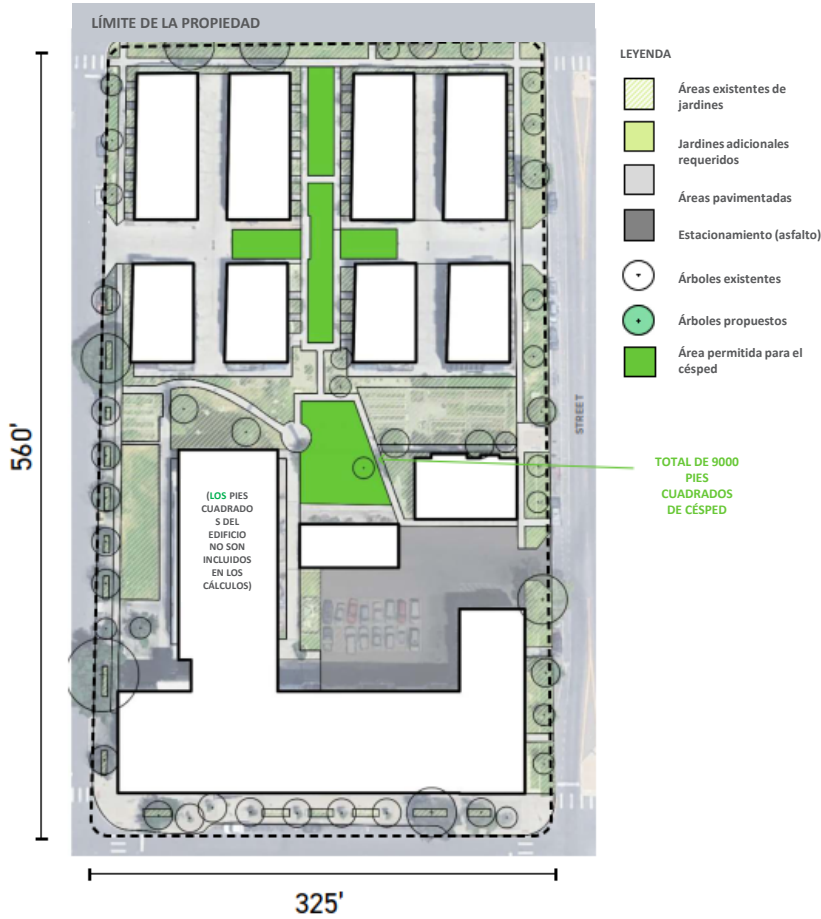 LÍMITE DE LA PROPIEDAD
LEYENDA
Áreas existentes de
jardines
Jardines adicionales
requeridos
Áreas pavimentadas
Estacionamiento (asfalto)
Árboles existentes
Árboles propuestos
Área permitida para el
césped
STREET
560'
TOTAL DE 9000
PIES
CUADRADOS
DE CÉSPED
(LOS PIES
CUADRADO
S DEL
EDIFICIO
NO SON
INCLUIDOS
EN LOS
CÁLCULOS)
325'